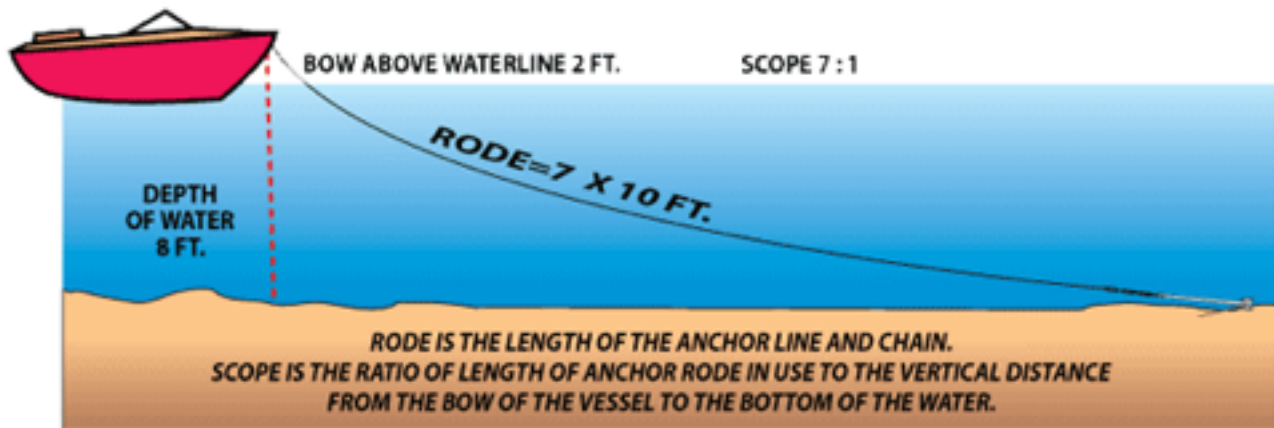 BOW ABOVE WATERLINE 2 FT.
SCOPE 7 : 1
RODE=7 X 10 FT.
DEPTH
OF WATER
8 FT.
RODE IS THE LENGTH OF THE ANCHOR LINE AND CHAIN.
SCOPE IS THE RATIO OF LENGTH OF ANCHOR RODE IN USE TO THE VERTICAL DISTANCE
FROM THE BOW OF THE VESSEL TO THE BOTTOM OF THE WATER.